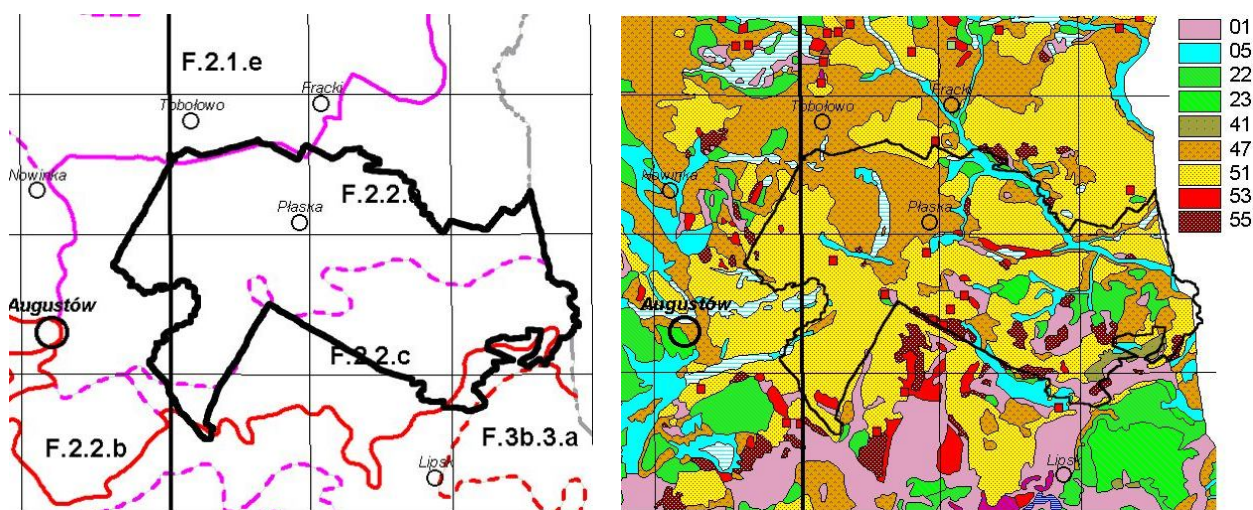 F.2.1.e
Tobołowo
Frącki
Nowinka
F.2.2.
Płaska
Augustów
F.2.2.c
F.2.2.b
F.3b.3.a
Lipsk
Tobołowo
Frącki
Nowinka
Płaska
Augustów
Lipsk
01
05
22
23
41
47
51
53
55